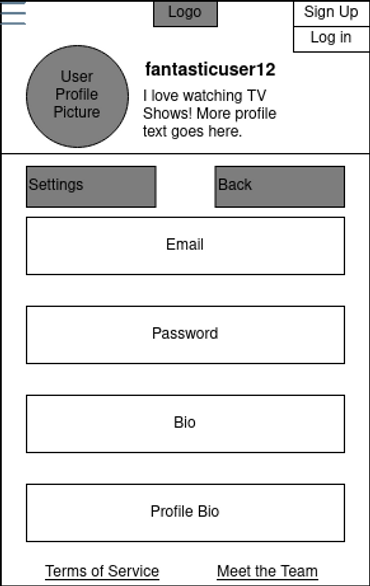 Logo
Sign Up
Log in
User
Profile
Picture
fantasticuser12
I love watching TV
Shows! More profile
text goes here.
Settings
Back
Email
Password
Bio
Profile Bio
Terms of Service
Meet the Team